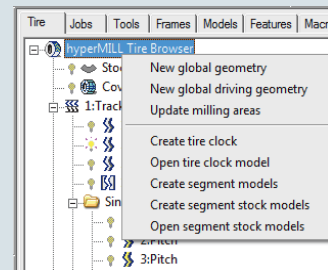 Tire Jobs Tools Frames Models Features
hyperMILL Tire Browser
New global geometry
New global driving geometry
Update milling areas
1:Track
Create tire clock
Open tire clock model
Create segment models
Create segment stock models
Open segment stock models
2:Pitch
3:Pitch